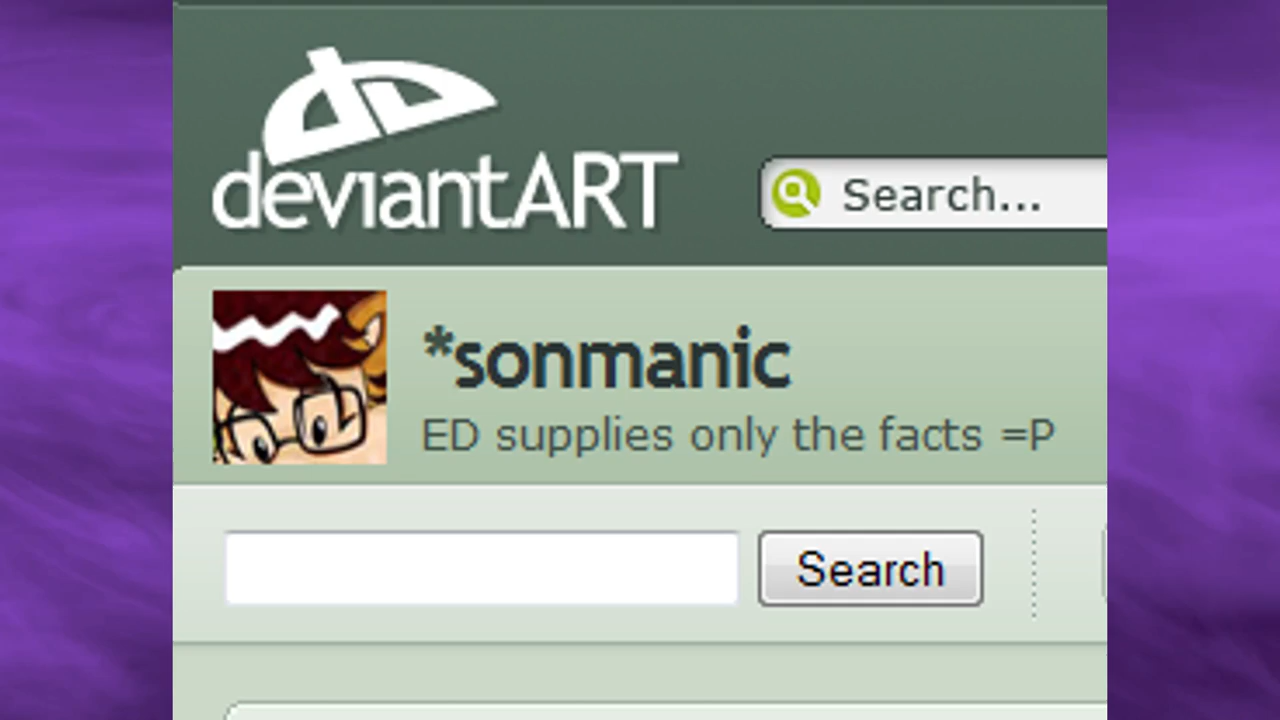 deviantART
Search...
*sonmanic
ED supplies only the facts =P
Search